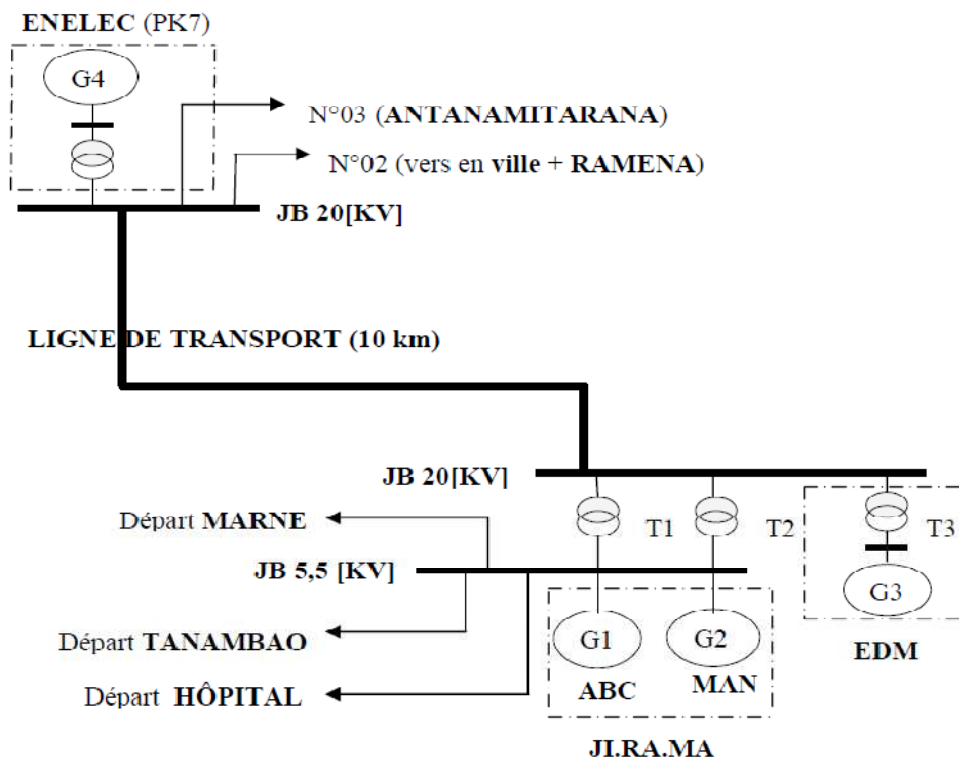 ENELEC (PK7)
G4
N°03 (ANTANAMITARANA)
N°02 (vers en ville + RAMENA)
JB 20[KV]
LIGNE DE TRANSPORT (10 km)
JB 20[KV]
Départ MARNE
T1
T2
T3
JB 5,5 [KV]
G3
Départ TANAMBAO
G1
G2
EDM
Départ HÔPITAL
ABC
MAN
JI.RA.MA